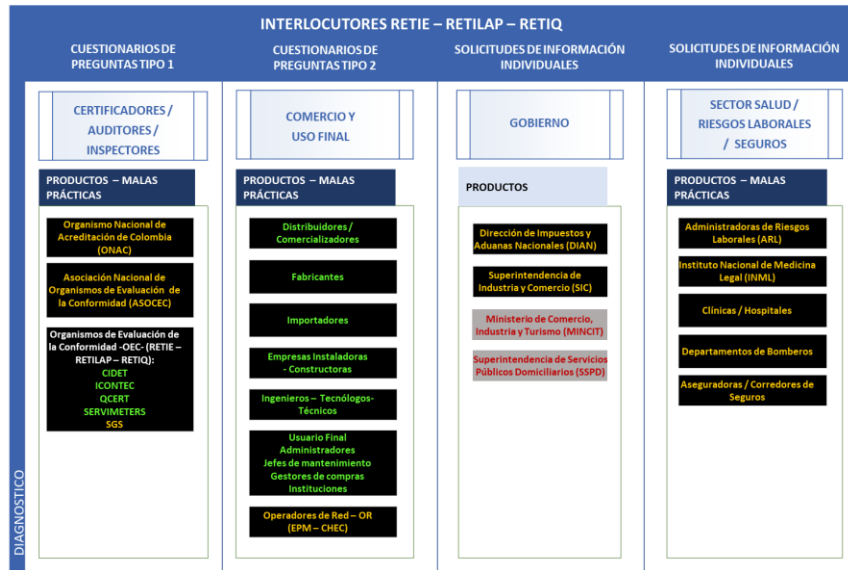 INTERLOCUTORES RETIE – RETILAP – RETIQ
CUESTIONARIOS DE
PREGUNTAS TIPO 1
CERTIFICADORES /
AUDITORES /
INSPECTORES
PRODUCTOS – MALAS
PRÁCTICAS
Organismo Nacional de
Acreditación de Colombia
(ONAC)
Asociación Nacional de
Organismos de Evaluación de
la Conformidad (ASOCEC)
Organismos de Evaluación de
la Conformidad -OEC- (RETIE –
RETILAP – RETIQ):
CIDET
ICONTEC
QCERT
SERVIMETERS
SGS
CUESTIONARIOS DE
PREGUNTAS TIPO 2
COMERCIO Y
USO FINAL
PRODUCTOS – MALAS
PRÁCTICAS
Distribuidores /
Comercializadores
Fabricantes
Importadores
Empresas Instaladoras
- Constructoras
Ingenieros – Tecnólogos-
Técnicos
Usuario Final
Administradores
Jefes de mantenimiento
Gestores de compras
Instituciones
Operadores de Red – OR
(EPM – CHEC)
SOLICITUDES DE INFORMACIÓN
INDIVIDUALES
GOBIERNO
PRODUCTOS
Dirección de Impuestos y
Aduanas Nacionales (DIAN)
Superintendencia de
Industria y Comercio (SIC)
Ministerio de Comercio,
Industria y Turismo (MINCIT)
Superintendencia de Servicios
Públicos Domiciliarios (SSPD)
SOLICITUDES DE INFORMACIÓN
INDIVIDUALES
SECTOR SALUD /
RIESGOS LABORALES
/ SEGUROS
PRODUCTOS – MALAS
PRÁCTICAS
Administradoras de Riesgos
Laborales (ARL)
Instituto Nacional de Medicina
Legal (INML)
Clínicas / Hospitales
Departamentos de Bomberos
Aseguradoras / Corredores de
Seguros
DIAGNOSTICO